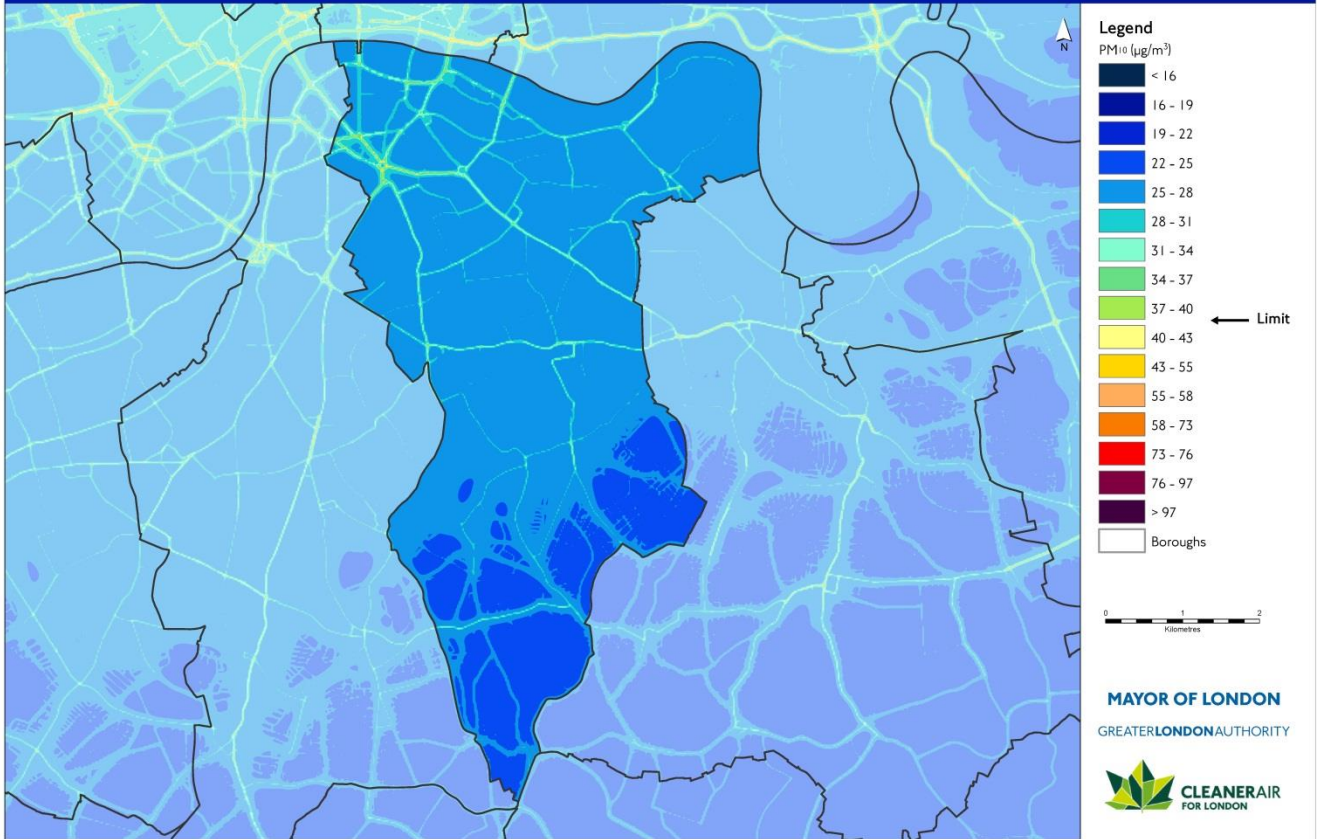 N
Legend
PM10 (µg/m³)
< 16
16 - 19
19 - 22
22 - 25
25 - 28
28 - 31
31 - 34
34 - 37
37 - 40
Limit
40 - 43
43 - 55
55 - 58
58 - 73
73 - 76
76 - 97
> 97
Boroughs
0 1 2
Kilometres
MAYOR OF LONDON
GREATERLONDONAUTHORITY
CLEANERAIR
FOR LONDON